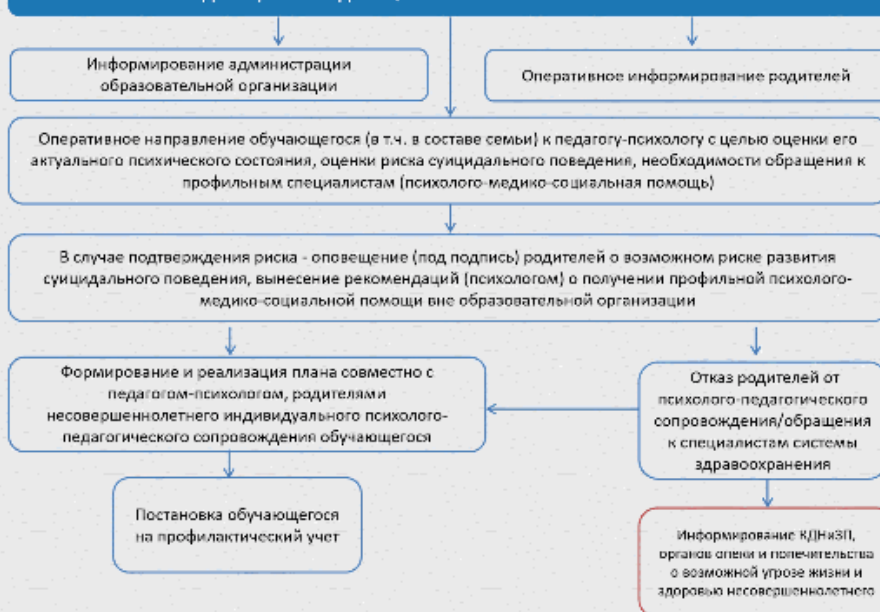 Информирование администрации
образовательной организации
Оперативное информирование родителей
Оперативное направление обучающегося (в т.ч. в составе семьи) к педагогу-психологу с целью оценки его
актуального психического состояния, оценки риска суицидального поведения, необходимости обращения к
профильным специалистам (психолого-медико-социальная помощь)
В случае подтверждения риска - оповещение (под подпись) родителей о возможном риске развития
суицидального поведения, вынесение рекомендаций (психологом) о получении профильной психолого-
медико-социальной помощи вне образовательной организации
Формирование и реализация плана совместно с
педагогом-психологом, родителями
несовершеннолетнего индивидуального психолого-
педагогического сопровождения обучающегося
Отказ родителей от
психолого-педагогического
сопровождения/обращения
к специалистам системы
здравоохранения
Постановка обучающегося
на профилактический учет
Информирование КДНиЗП,
органов опеки и попечительства
о возможной угрозе жизни и
здоровью несовершеннолетнего